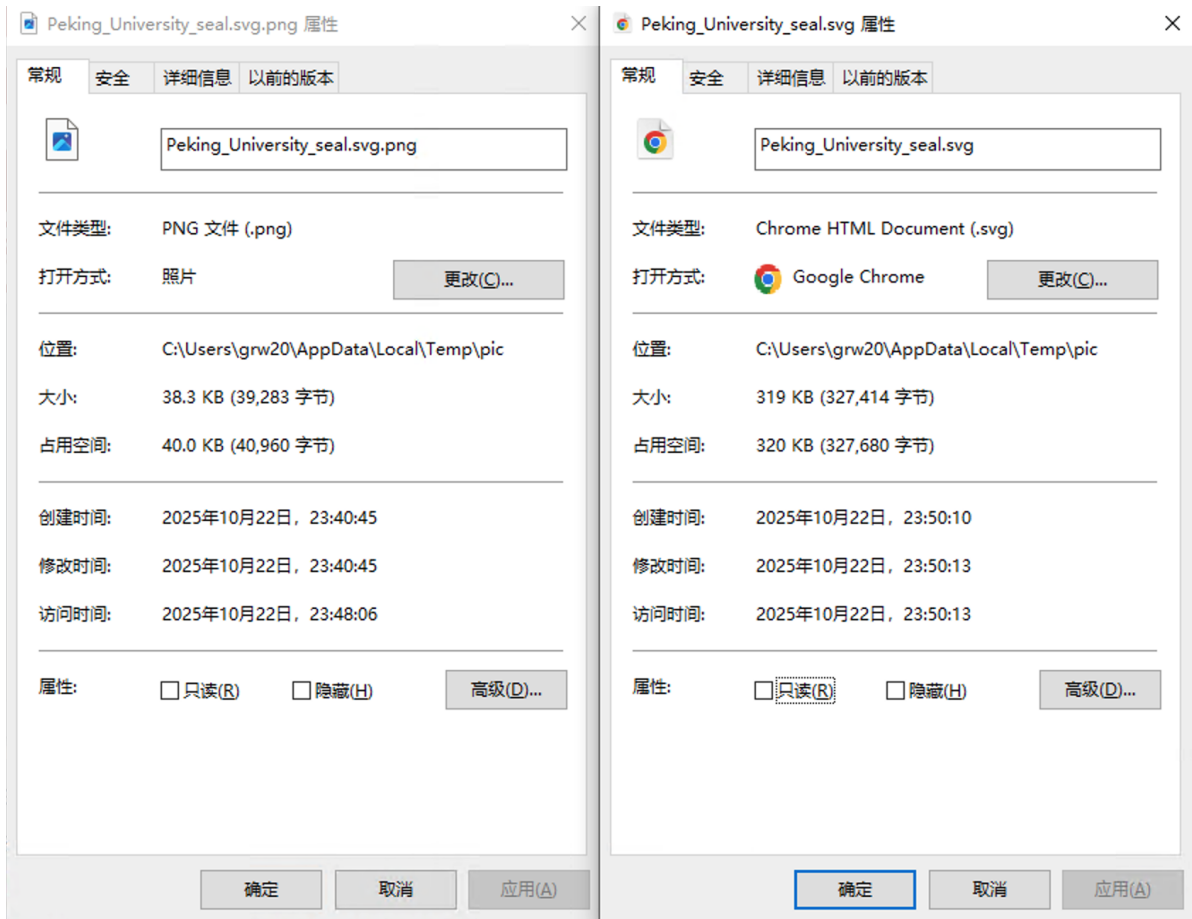 Peking_University_seal.svg.png 属性
常规 安全 详细信息 以前的版本
Peking_University_seal.svg.png
文件类型: PNG 文件 (.png)
打开方式: 照片 更改(C)...
位置: C:\Users\grw20\AppData\Local\Temp\pic
大小: 38.3 KB (39,283 字节)
占用空间: 40.0 KB (40,960 字节)
创建时间: 2025年10月22日，23:40:45
修改时间: 2025年10月22日，23:40:45
访问时间: 2025年10月22日，23:48:06
属性: 只读(R) 隐藏(H) 高级(D)...
确定 取消 应用(A)
Peking_University_seal.svg 属性
常规 安全 详细信息 以前的版本
Peking_University_seal.svg
文件类型: Chrome HTML Document (.svg)
打开方式: Google Chrome 更改(C)...
位置: C:\Users\grw20\AppData\Local\Temp\pic
大小: 319 KB (327,414 字节)
占用空间: 320 KB (327,680 字节)
创建时间: 2025年10月22日，23:50:10
修改时间: 2025年10月22日，23:50:13
访问时间: 2025年10月22日，23:50:13
属性: 只读(R) 隐藏(H) 高级(D)...
确定 取消 应用(A)